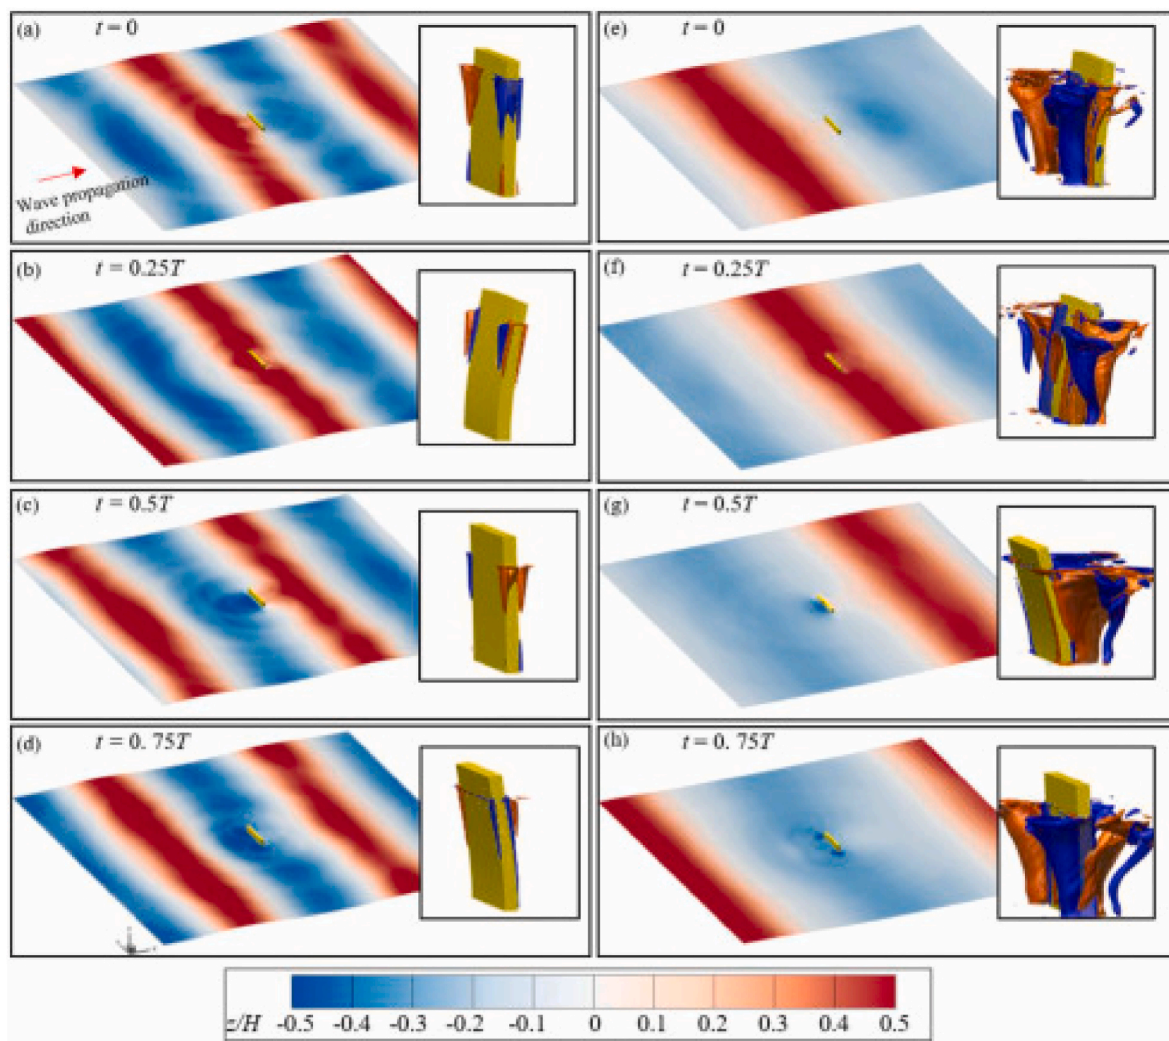 (a) t = 0
Wave propagation
direction
(b) t = 0.25T
(c) t = 0.5T
(d) t = 0. 75T
(e) t = 0
(f) t = 0.25T
(g) t = 0.5T
(h) t = 0. 75T
z/H -0.5 -0.4 -0.3 -0.2 -0.1 0 0.1 0.2 0.3 0.4 0.5